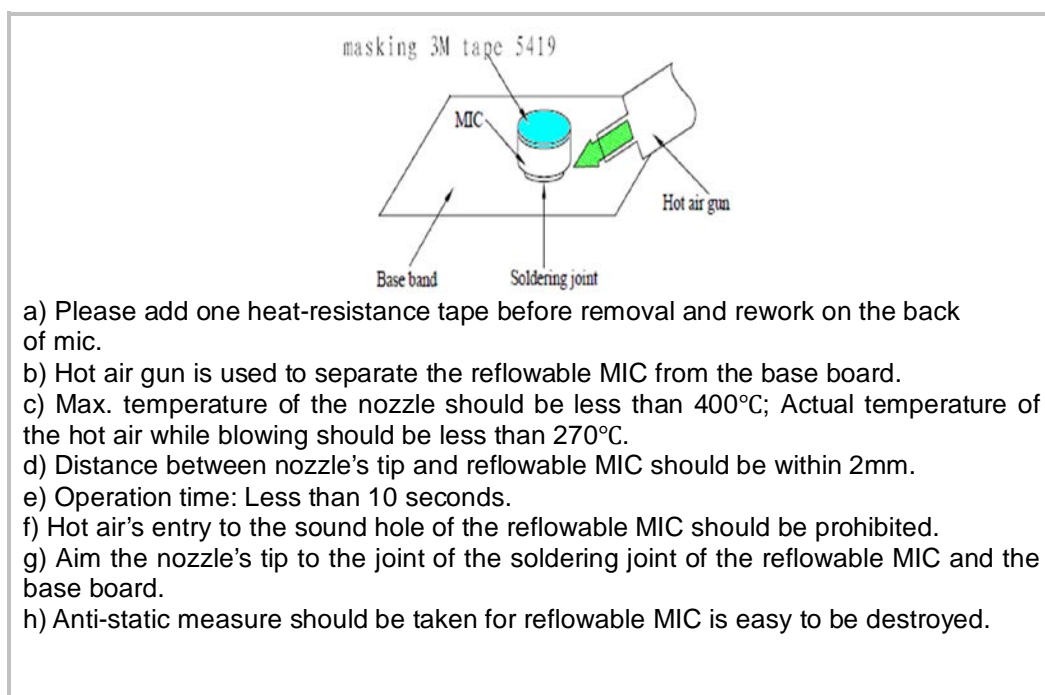 masking 3M tape 5419
MIC
Hot air gun
Base band
Soldering joint
a) Please add one heat-resistance tape before removal and rework on the back
of mic.
b) Hot air gun is used to separate the reflowable MIC from the base board.
c) Max. temperature of the nozzle should be less than 400℃; Actual temperature of
the hot air while blowing should be less than 270℃.
d) Distance between nozzle’s tip and reflowable MIC should be within 2mm.
e) Operation time: Less than 10 seconds.
f) Hot air’s entry to the sound hole of the reflowable MIC should be prohibited.
g) Aim the nozzle’s tip to the joint of the soldering joint of the reflowable MIC and the
base board.
h) Anti-static measure should be taken for reflowable MIC is easy to be destroyed.